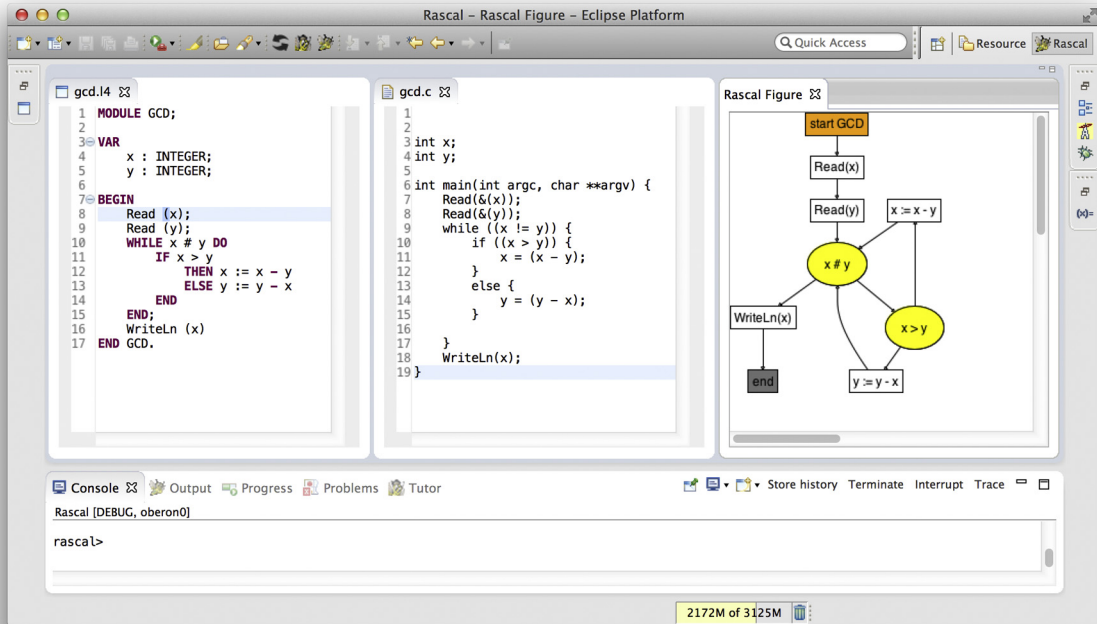 Rascal – Rascal Figure – Eclipse Platform
Quick Access
Resource
Rascal
gcd.l4
1 MODULE GCD;
2
3 VAR
4     x : INTEGER;
5     y : INTEGER;
6
7 BEGIN
8     Read (x);
9     Read (y);
10     WHILE x # y DO
11         IF x > y
12             THEN x := x - y
13             ELSE y := y - x
14         END
15     END;
16     WriteLn (x)
17 END GCD.
gcd.c
1
2
3 int x;
4 int y;
5
6 int main(int argc, char **argv) {
7     Read(&(x));
8     Read(&(y));
9     while ((x != y)) {
10         if ((x > y)) {
11             x = (x - y);
12         }
13         else {
14             y = (y - x);
15         }
16
17     }
18     WriteLn(x);
19 }
Rascal Figure
start GCD
Read(x)
Read(y)
x := x - y
x # y
WriteLn(x)
x > y
end
y := y - x
(x)=
Console
Output
Progress
Problems
Tutor
Store history
Terminate
Interrupt
Trace
Rascal [DEBUG, oberon0]
rascal>
2172M of 3125M